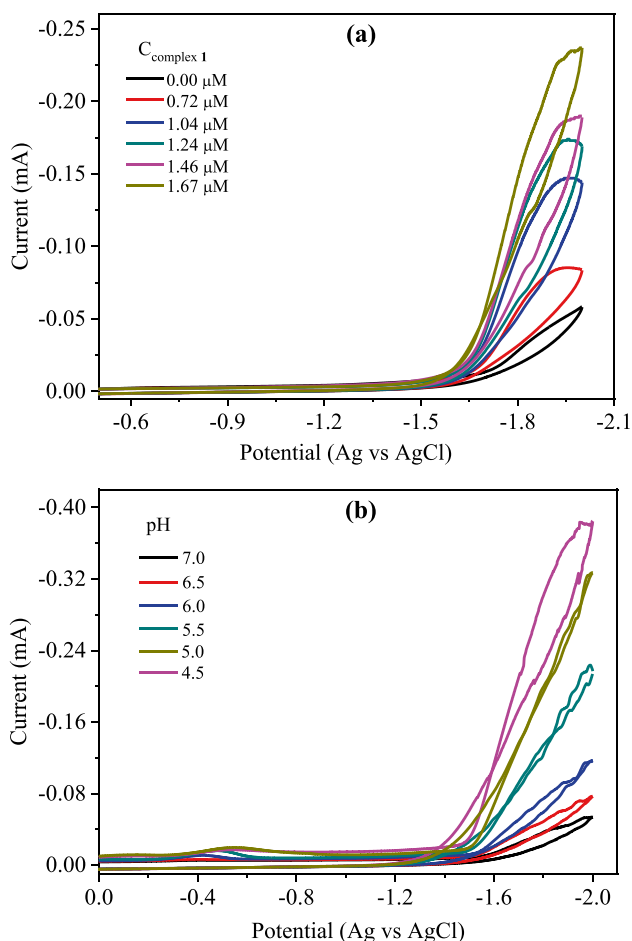 (a)
C complex 1
0.00 μM
0.72 μM
1.04 μM
1.24 μM
1.46 μM
1.67 μM
-0.25
-0.20
-0.15
-0.10
-0.05
0.00
Current (mA)
-0.6 -0.9 -1.2 -1.5 -1.8 -2.1
Potential (Ag vs AgCl)
(b)
pH
7.0
6.5
6.0
5.5
5.0
4.5
-0.40
-0.32
-0.24
-0.16
-0.08
0.00
Current (mA)
0.0 -0.4 -0.8 -1.2 -1.6 -2.0
Potential (Ag vs AgCl)